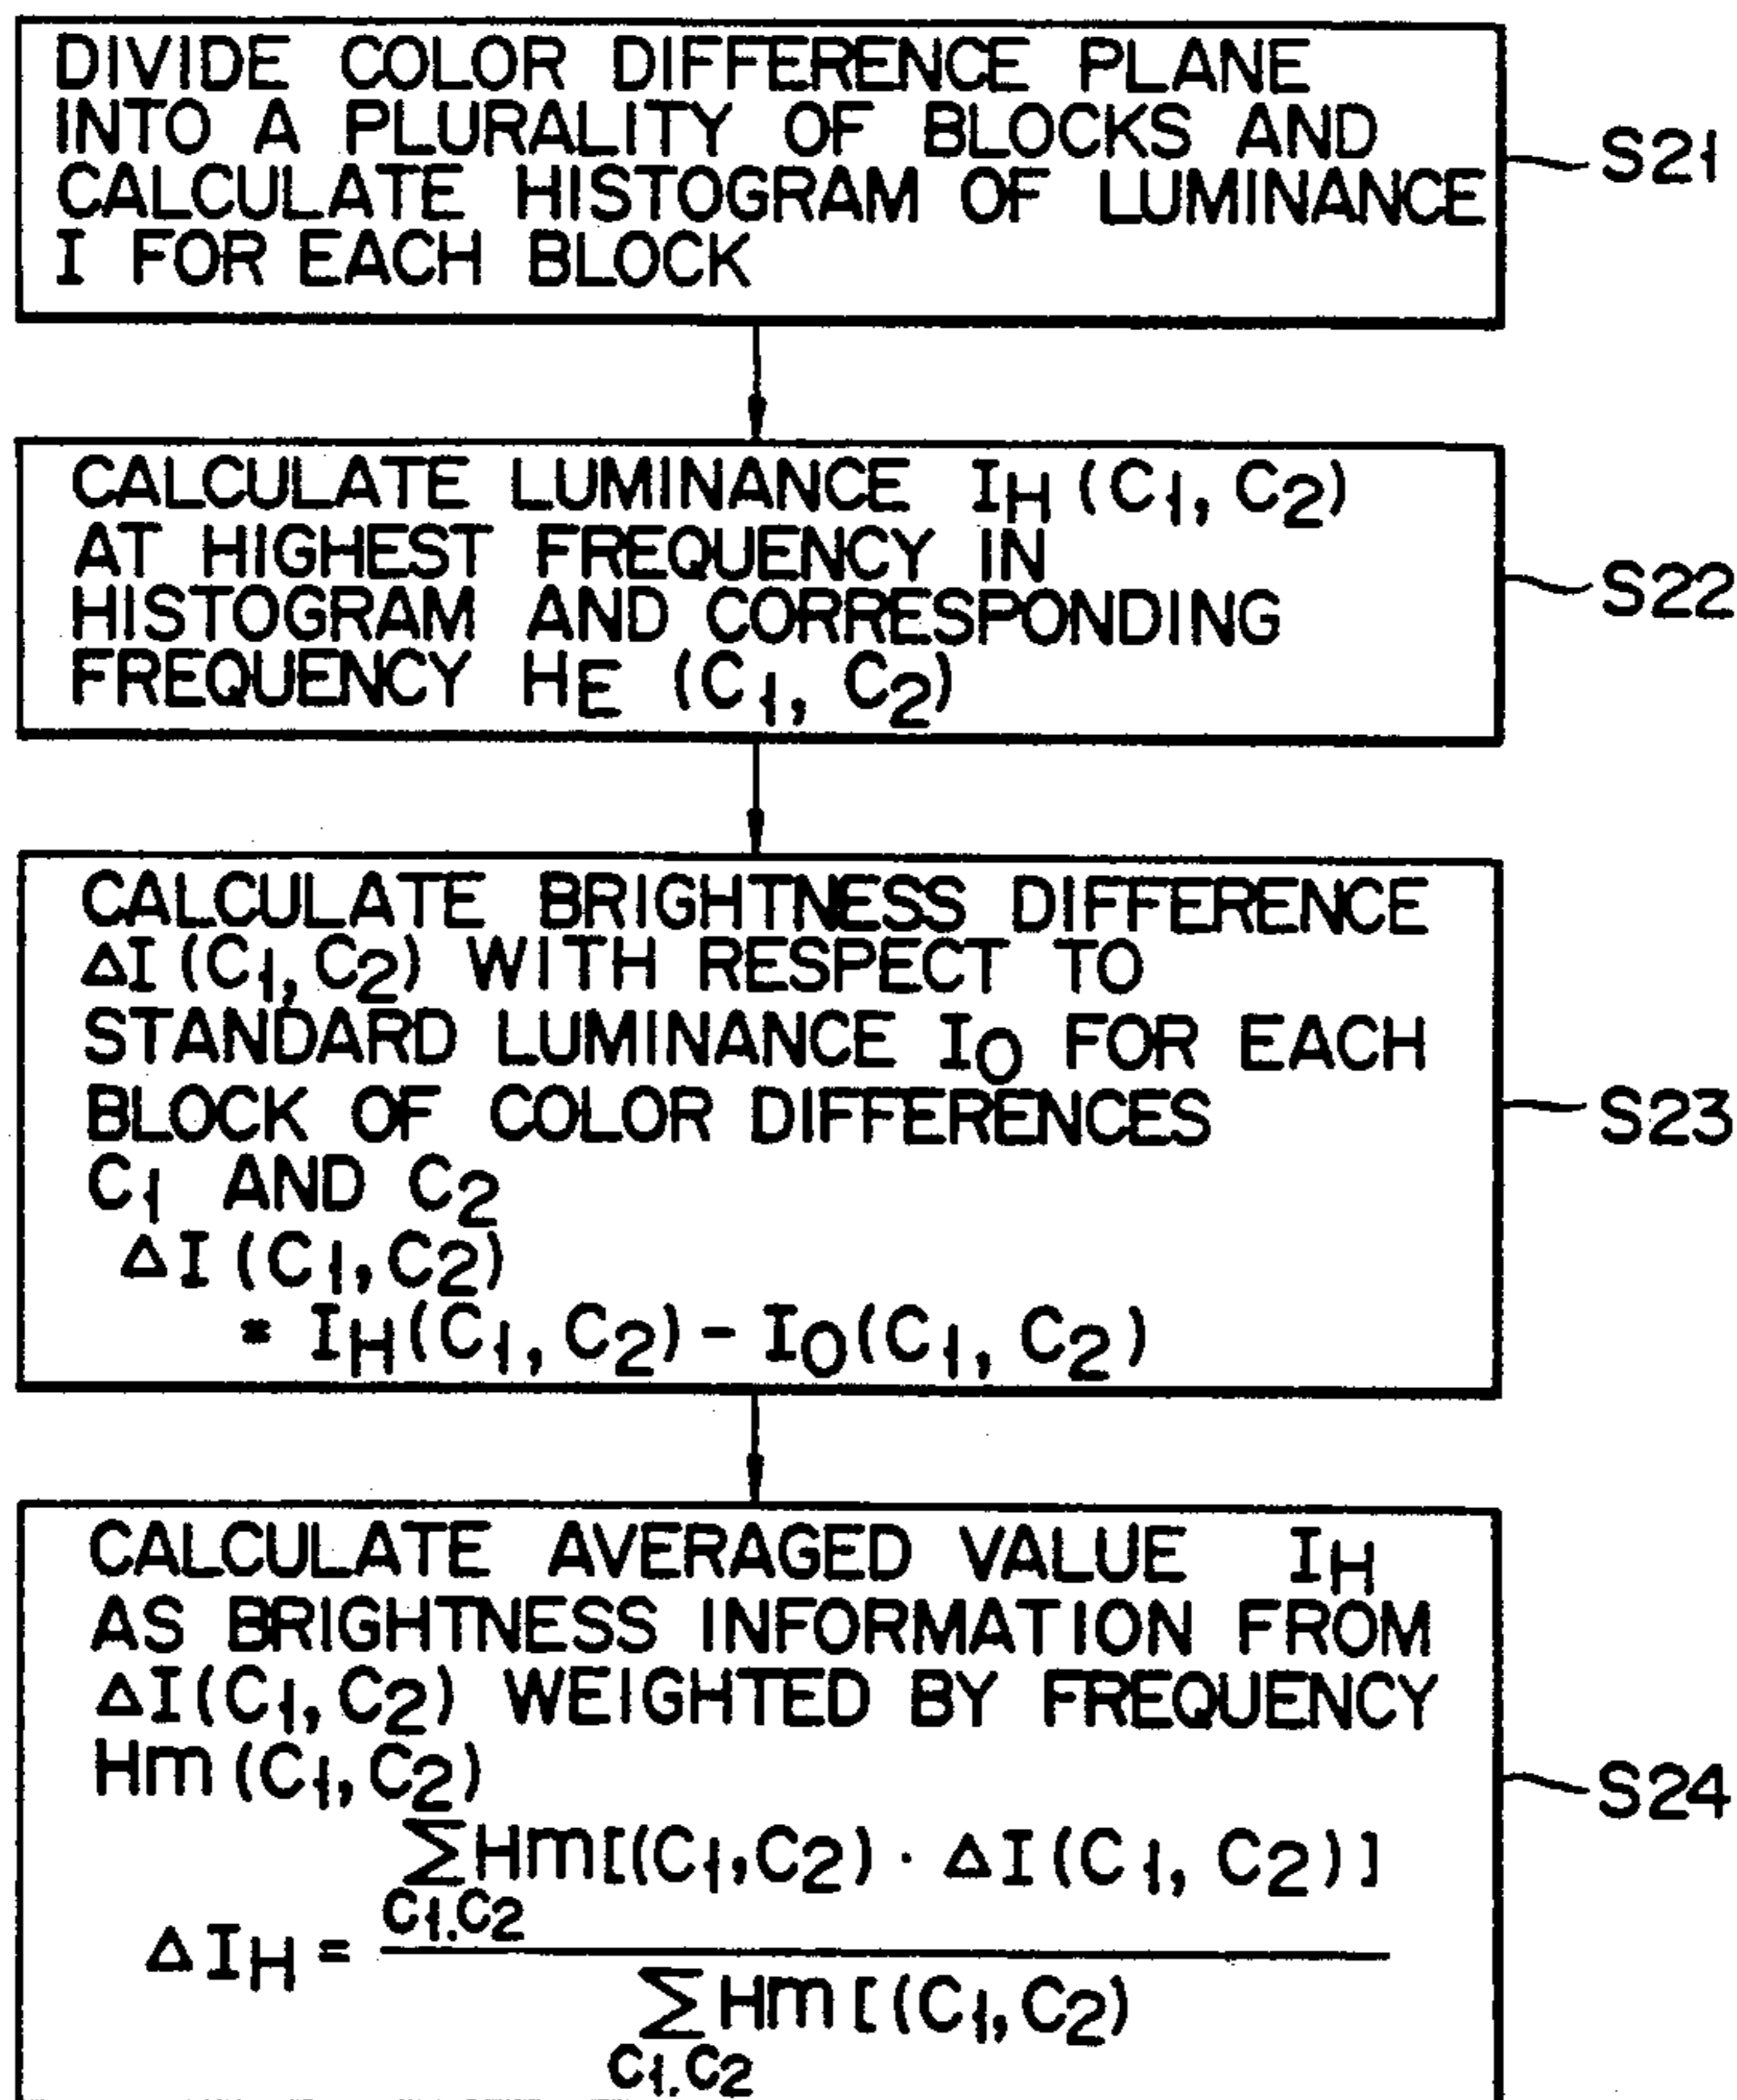 DIVIDE COLOR DIFFERENCE PLANE
INTO A PLURALITY OF BLOCKS AND
CALCULATE HISTOGRAM OF LUMINANCE
I FOR EACH BLOCK
S21
CALCULATE LUMINANCE IH (C1, C2)
AT HIGHEST FREQUENCY IN
HISTOGRAM AND CORRESPONDING
FREQUENCY HE (C1, C2)
S22
CALCULATE BRIGHTNESS DIFFERENCE
ΔI (C1, C2) WITH RESPECT TO
STANDARD LUMINANCE IO FOR EACH
BLOCK OF COLOR DIFFERENCES
C1 AND C2
ΔI (C1, C2)
= IH(C1, C2) - IO(C1, C2)
S23
CALCULATE AVERAGED VALUE IH
AS BRIGHTNESS INFORMATION FROM
ΔI(C1, C2) WEIGHTED BY FREQUENCY
Hm (C1, C2)
S24
ΣHm[(C1,C2) · ΔI(C1, C2)]
C1.C2
ΔIH =
ΣHm[(C1,C2)
C1.C2